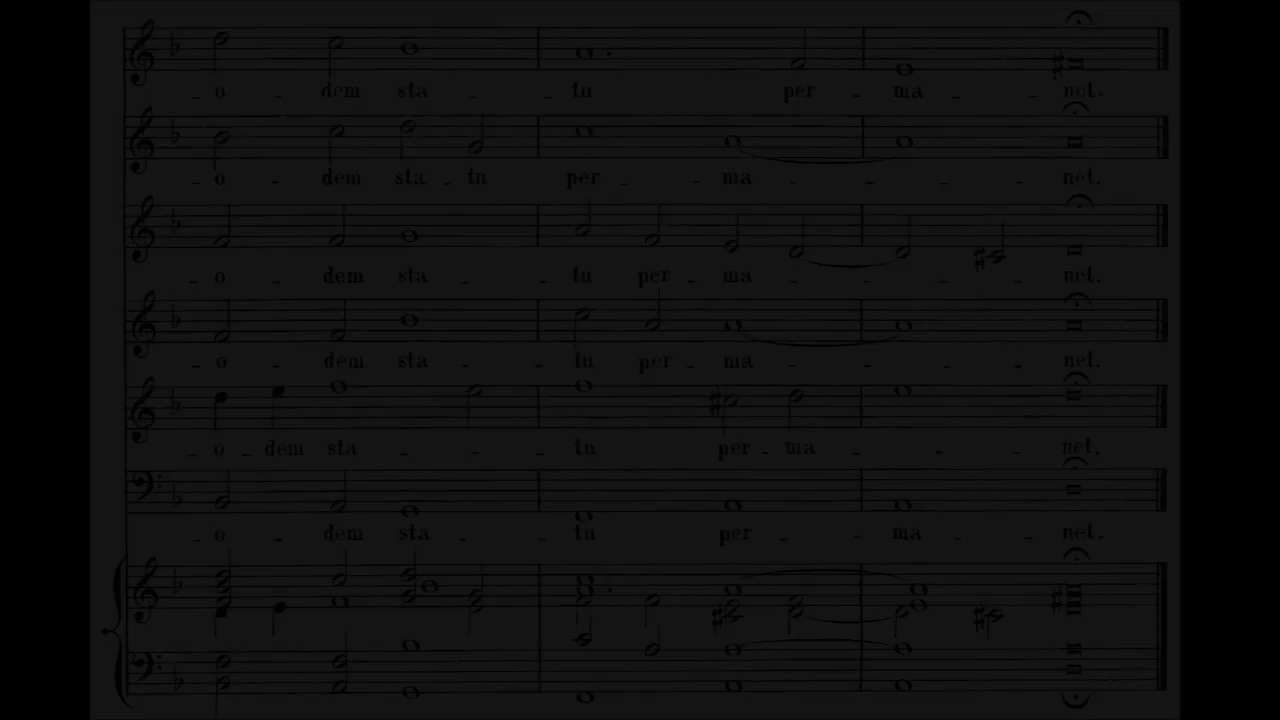 _ o _ dem sta _ _ tu per _ ma _ _ net.
_ o _ dem sta _ tu per _ _ ma _ _ _ net.
_ o dem sta _ _ tu per _ ma _ _ _ net.
_ o dem sta _ _ tu per _ ma _ _ _ net.
_ o _ dem sta _ _ _ tu per _ ma _ _ net.
_ o _ dem sta _ _ tu per _ ma _ _ net.